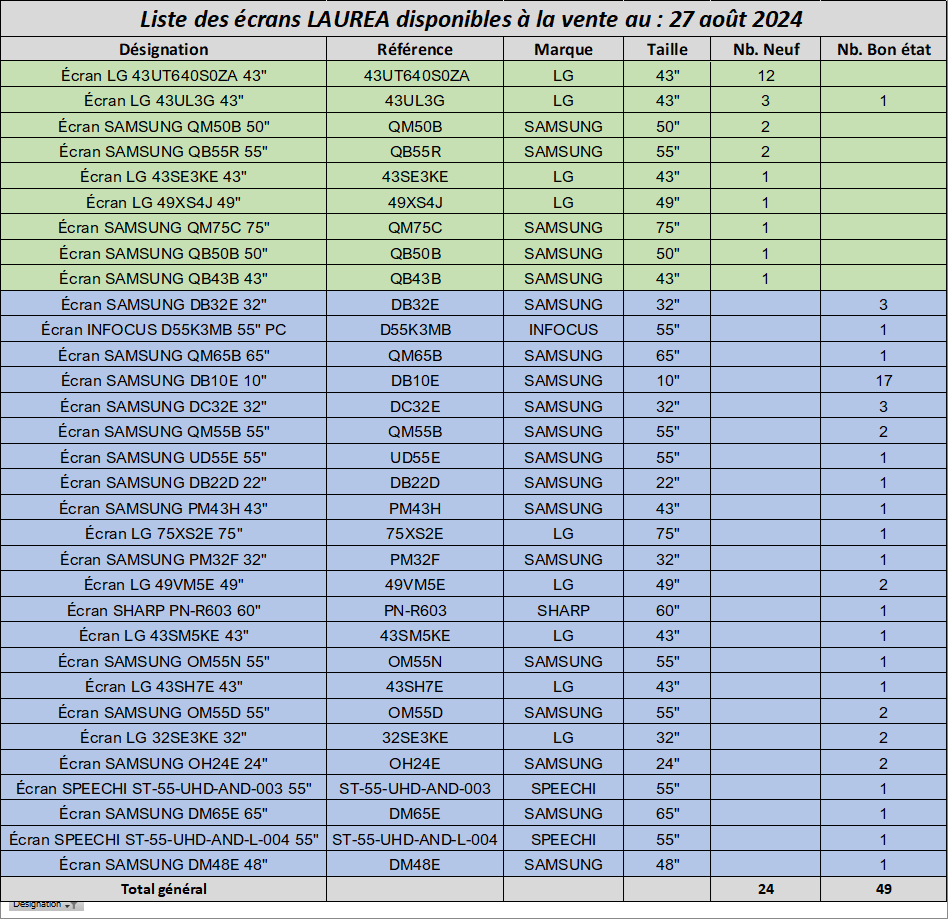 Liste des écrans LAUREA disponibles à la vente au : 27 août 2024
Désignation Référence Marque Taille Nb. Neuf Nb. Bon état
Écran LG 43UT640S0ZA 43" 43UT640S0ZA LG 43" 12
Écran LG 43UL3G 43" 43UL3G LG 43" 3 1
Écran SAMSUNG QM50B 50" QM50B SAMSUNG 50" 2
Écran SAMSUNG QB55R 55" QB55R SAMSUNG 55" 2
Écran LG 43SE3KE 43" 43SE3KE LG 43" 1
Écran LG 49XS4J 49" 49XS4J LG 49" 1
Écran SAMSUNG QM75C 75" QM75C SAMSUNG 75" 1
Écran SAMSUNG QB50B 50" QB50B SAMSUNG 50" 1
Écran SAMSUNG QB43B 43" QB43B SAMSUNG 43" 1
Écran SAMSUNG DB32E 32" DB32E SAMSUNG 32" 3
Écran INFOCUS D55K3MB 55" PC D55K3MB INFOCUS 55" 1
Écran SAMSUNG QM65B 65" QM65B SAMSUNG 65" 1
Écran SAMSUNG DB10E 10" DB10E SAMSUNG 10" 17
Écran SAMSUNG DC32E 32" DC32E SAMSUNG 32" 3
Écran SAMSUNG QM55B 55" QM55B SAMSUNG 55" 2
Écran SAMSUNG UD55E 55" UD55E SAMSUNG 55" 1
Écran SAMSUNG DB22D 22" DB22D SAMSUNG 22" 1
Écran SAMSUNG PM43H 43" PM43H SAMSUNG 43" 1
Écran LG 75XS2E 75" 75XS2E LG 75" 1
Écran SAMSUNG PM32F 32" PM32F SAMSUNG 32" 1
Écran LG 49VM5E 49" 49VM5E LG 49" 2
Écran SHARP PN-R603 60" PN-R603 SHARP 60" 1
Écran LG 43SM5KE 43" 43SM5KE LG 43" 1
Écran SAMSUNG OM55N 55" OM55N SAMSUNG 55" 1
Écran LG 43SH7E 43" 43SH7E LG 43" 1
Écran SAMSUNG OM55D 55" OM55D SAMSUNG 55" 2
Écran LG 32SE3KE 32" 32SE3KE LG 32" 2
Écran SAMSUNG OH24E 24" OH24E SAMSUNG 24" 2
Écran SPEECHI ST-55-UHD-AND-003 55" ST-55-UHD-AND-003 SPEECHI 55" 1
Écran SAMSUNG DM65E 65" DM65E SAMSUNG 65" 1
Écran SPEECHI ST-55-UHD-AND-L-004 55" ST-55-UHD-AND-L-004 SPEECHI 55" 1
Écran SAMSUNG DM48E 48" DM48E SAMSUNG 48" 1
Total général 24 49
Désignation